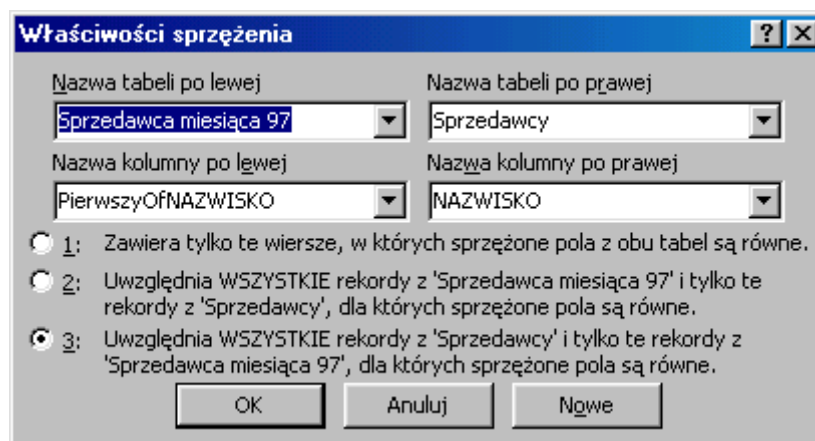 Właściwości sprzężenia
Nazwa tabeli po lewej
Nazwa tabeli po prawej
Sprzedawca miesiąca 97
Sprzedawcy
Nazwa kolumny po lewej
Nazwa kolumny po prawej
PierwszyOfNAZWISKO
NAZWISKO
1: Zawiera tylko te wiersze, w których sprzężone pola z obu tabel są równe.
2: Uwzględnia WSZYSTKIE rekordy z 'Sprzedawca miesiąca 97' i tylko te
rekordy z 'Sprzedawcy', dla których sprzężone pola są równe.
3: Uwzględnia WSZYSTKIE rekordy z 'Sprzedawcy' i tylko te rekordy z
'Sprzedawca miesiąca 97', dla których sprzężone pola są równe.
OK
Anuluj
Nowe